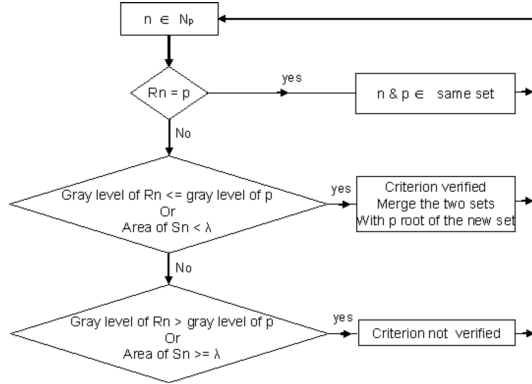 n ∈ Np
Rn = p
yes
n & p ∈ same set
No
Gray level of Rn <= gray level of p
Or
Area of Sn < λ
yes
Criterion verified
Merge the two sets
With p root of the new set
No
Gray level of Rn > gray level of p
Or
Area of Sn >= λ
yes
Criterion not verified